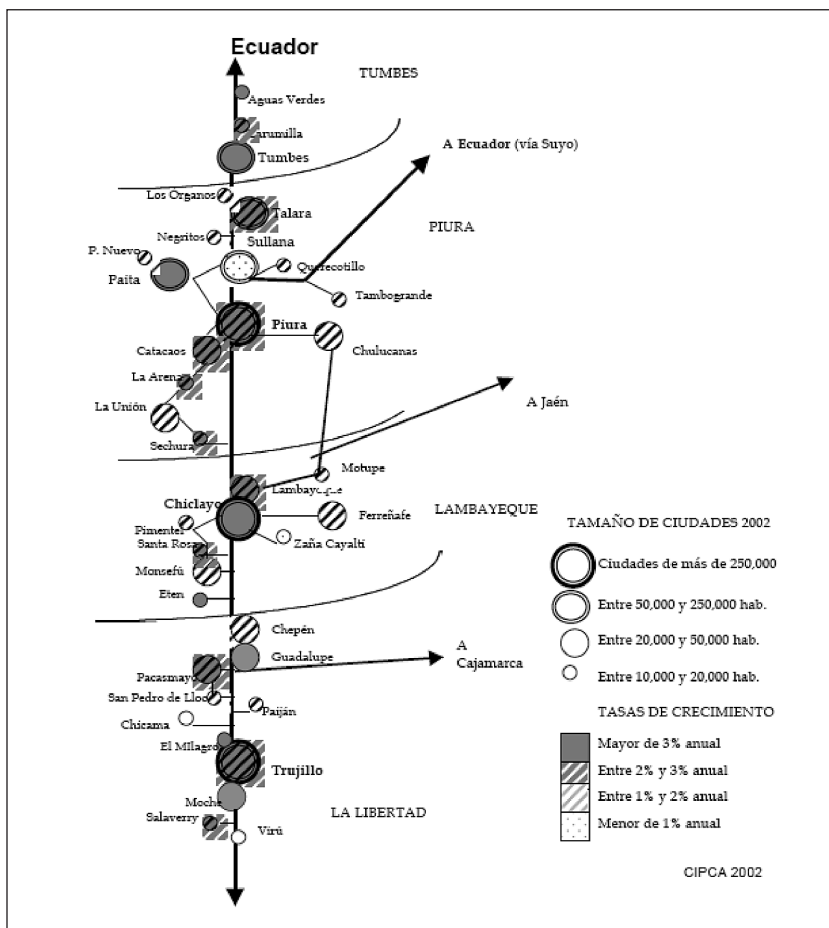 Ecuador
TUMBES
Aguas Verdes
Zarumilla
Tumbes
A Ecuador (vía Suyo)
Los Organos
Talara
PIURA
Negritos
Sullana
P. Nuevo
Querecotillo
Paita
Tambogrande
Piura
Catacaos
Chulucanas
La Arena
A Jaén
La Unión
Sechura
Motupe
Lambayeque
Chiclayo
LAMBAYEQUE
Ferreñafe
TAMAÑO DE CIUDADES 2002
Pimentel
Santa Rosa
Zaña Cayaltí
Ciudades de más de 250,000
Monsefú
Eten
Entre 50,000 y 250,000 hab.
Chepén
Entre 20,000 y 50,000 hab.
A
Cajamarca
Guadalupe
Pacasmayo
Entre 10,000 y 20,000 hab.
San Pedro de Lloc
Paiján
TASAS DE CRECIMIENTO
Chicama
El MIlagro
Mayor de 3% anual
Trujillo
Entre 2% y 3% anual
Moche
Entre 1% y 2% anual
LA LIBERTAD
Salaverry
Menor de 1% anual
Virú
CIPCA 2002